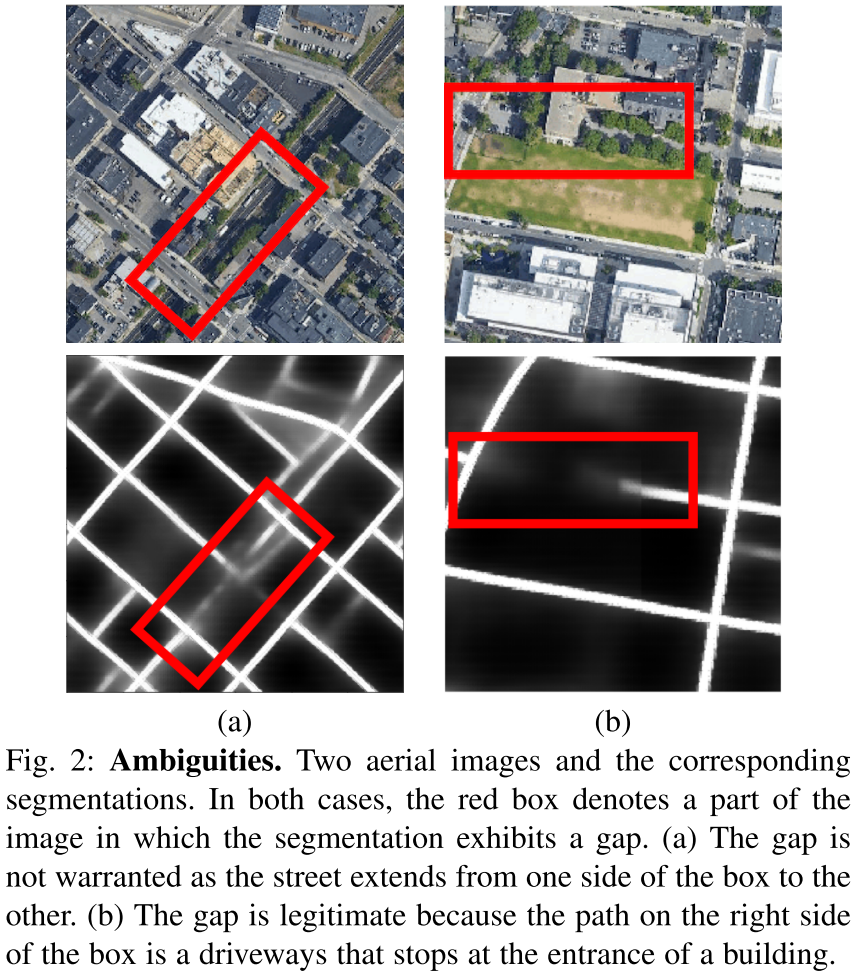 (a)
(b)
Fig. 2: Ambiguities. Two aerial images and the corresponding
segmentations. In both cases, the red box denotes a part of the
image in which the segmentation exhibits a gap. (a) The gap is
not warranted as the street extends from one side of the box to the
other. (b) The gap is legitimate because the path on the right side
of the box is a driveways that stops at the entrance of a building.